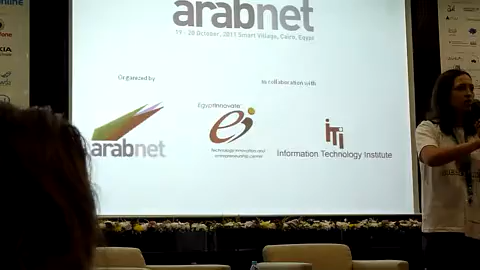 arabnet
19 - 20 October, 2011 Smart Village, Cairo, Egypt
Organized by
In collaboration with
Egyptinnovate
ei
Technology innovation and
entrepreneurship center
arabnet
iTi
Information Technology Institute